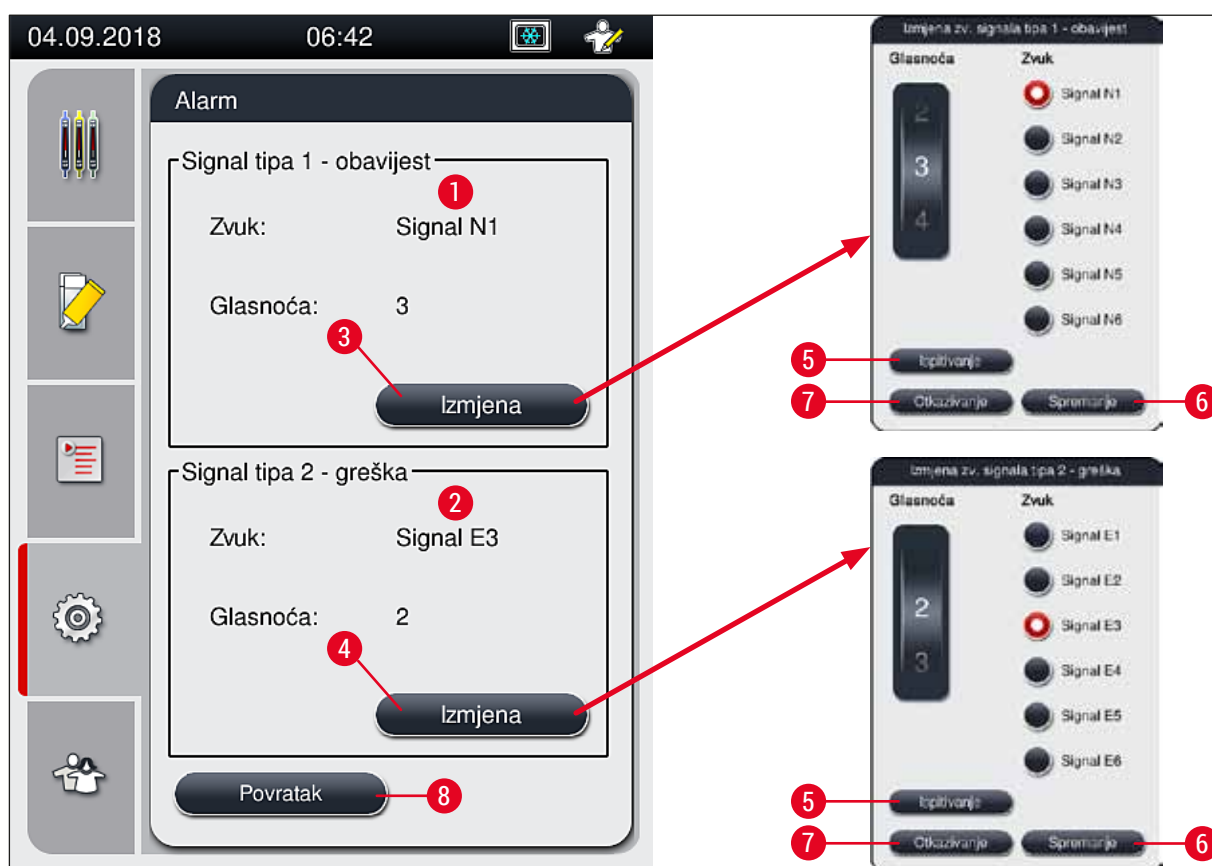 04.09.2018 06:42
Alarm
Signal tipa 1 - obavijest
1
Zvuk: Signal N1
Glasnoća: 3
3
Izmjena
Signal tipa 2 - greška
2
Zvuk: Signal E3
Glasnoća: 2
4
Izmjena
Povratak 8
Izmjena zv. signala tipa 1 - obavijest
Glasnoća Zvuk
2
3
4
Signal N1
Signal N2
Signal N3
Signal N4
Signal N5
Signal N6
5 Ispitivanje
7 Otkazivanje Spremanje 6
Izmjena zv. signala tipa 2 - greška
Glasnoća Zvuk
2
3
Signal E1
Signal E2
Signal E3
Signal E4
Signal E5
Signal E6
5 Ispitivanje
7 Otkazivanje Spremanje 6